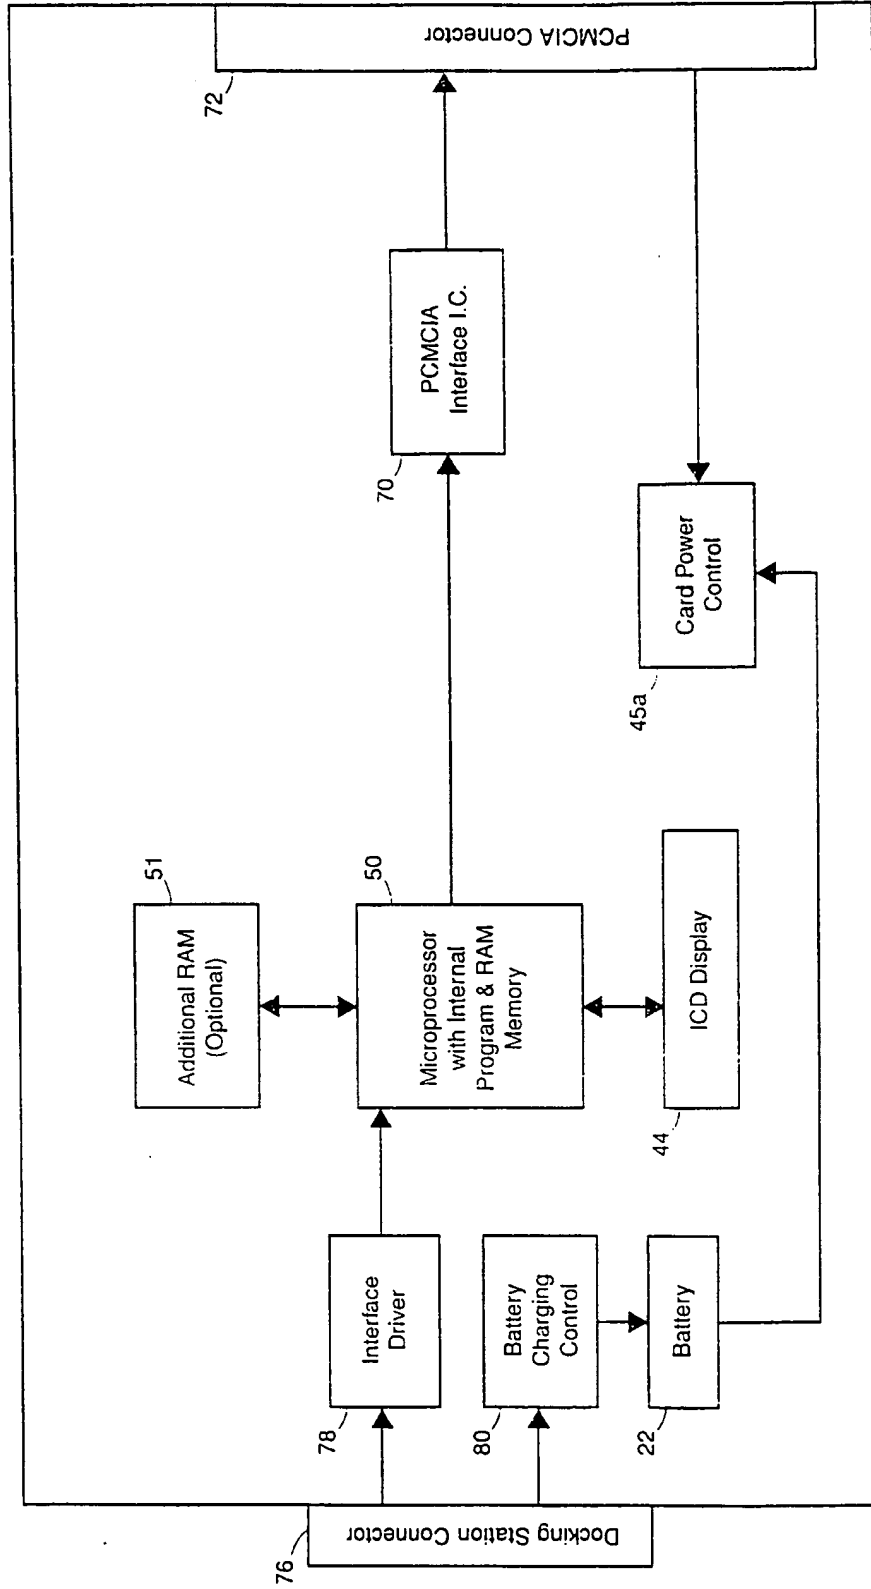 76
Docking Station Connector
78
Interface
Driver
80
Battery
Charging
Control
22
Battery
51
Additional RAM
(Optional)
50
Microprocessor
with Internal
Program & RAM
Memory
44
ICD Display
70
PCMCIA
Interface I.C.
45a
Card Power
Control
72
PCMCIA Connector